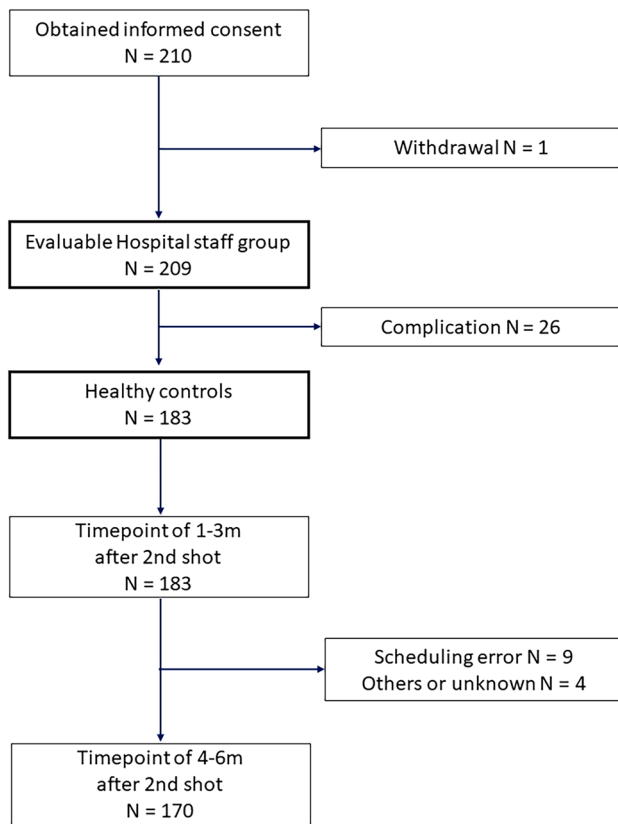 Obtained informed consent
N = 210
Withdrawal N = 1
Evaluable Hospital staff group
N = 209
Complication N = 26
Healthy controls
N = 183
Timepoint of 1-3m
after 2nd shot
N = 183
Scheduling error N = 9
Others or unknown N = 4
Timepoint of 4-6m
after 2nd shot
N = 170